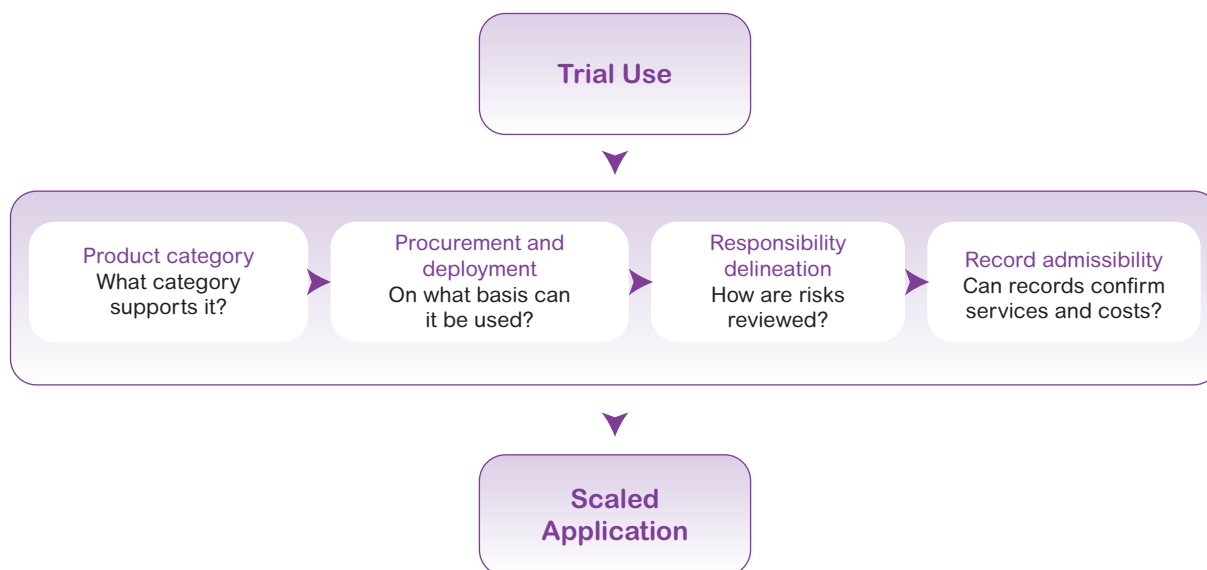 Trial Use
Product category
What category
supports it?
Procurement and
deployment
On what basis can
it be used?
Responsibility
delineation
How are risks
reviewed?
Record admissibility
Can records confirm
services and costs?
Scaled
Application